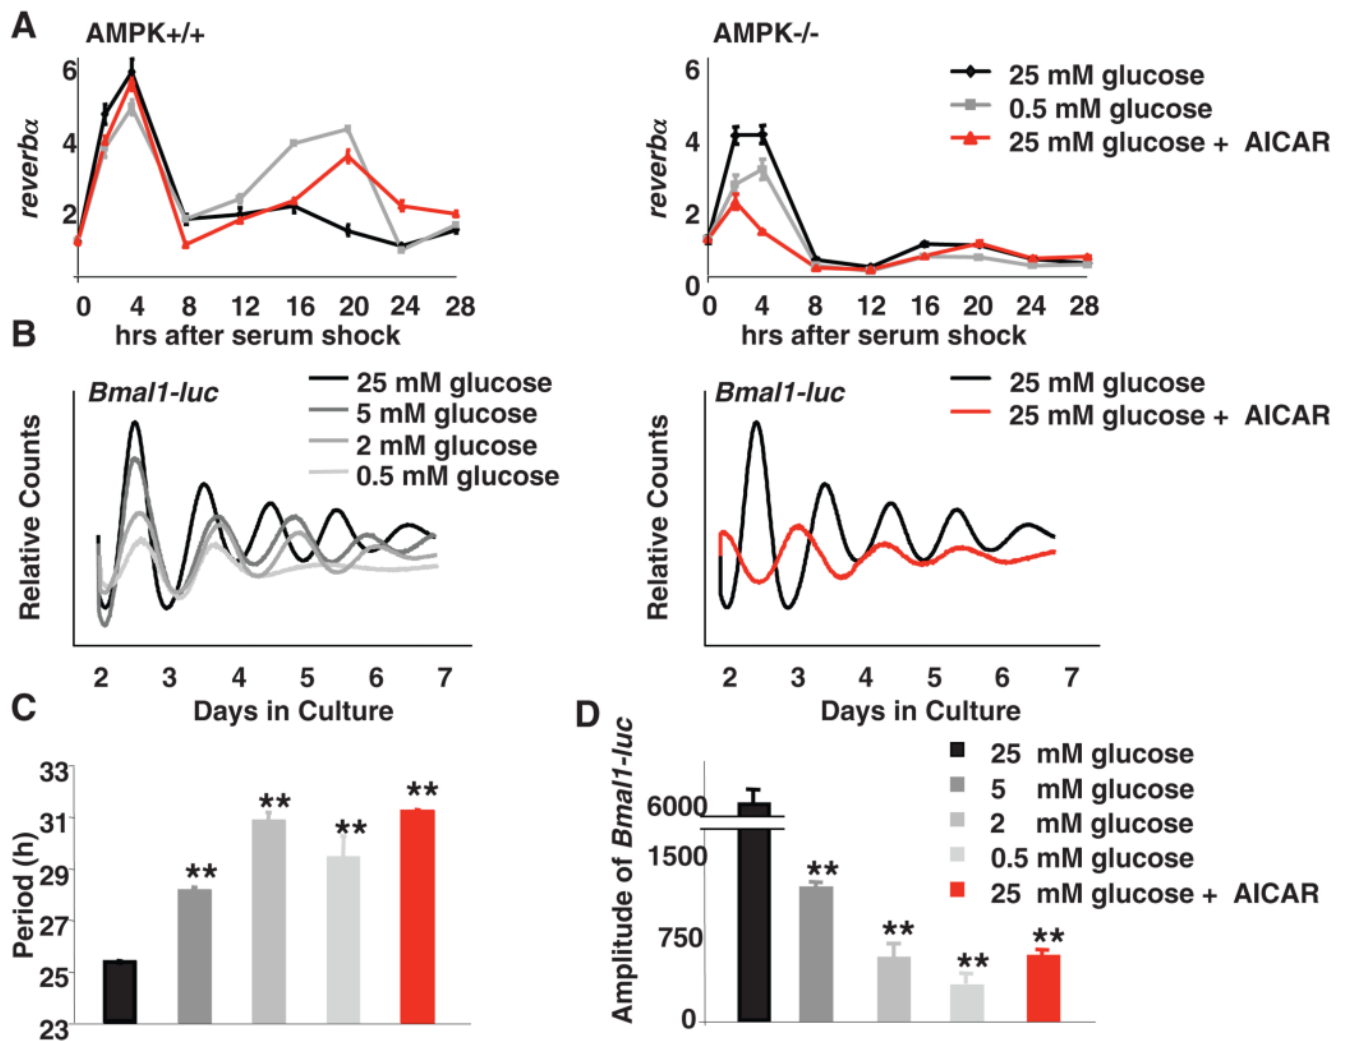 A
AMPK+/+
AMPK-/-
reverbα
6
4
2
0 4 8 12 16 20 24 28
hrs after serum shock
reverbα
6
4
2
0
0 4 8 12 16 20 24 28
hrs after serum shock
25 mM glucose
0.5 mM glucose
25 mM glucose + AICAR
B
Bmal1-luc
25 mM glucose
5 mM glucose
2 mM glucose
0.5 mM glucose
Relative Counts
2 3 4 5 6 7
Days in Culture
Bmal1-luc
25 mM glucose
25 mM glucose + AICAR
Relative Counts
2 3 4 5 6 7
Days in Culture
C
Period (h)
33
31
29
27
25
23
**
**
**
**
D
Amplitude of Bmal1-luc
6000
1500
750
0
**
**
**
**
25 mM glucose
5 mM glucose
2 mM glucose
0.5 mM glucose
25 mM glucose + AICAR